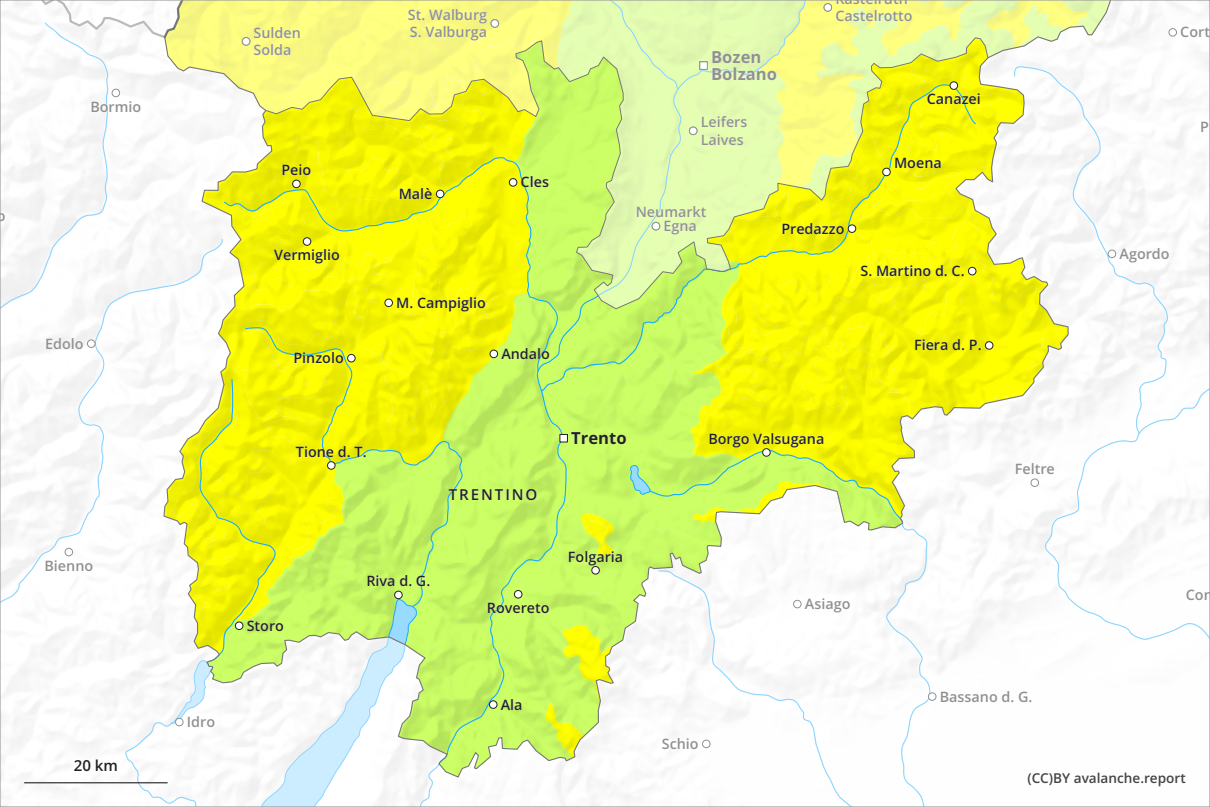 Kastelruth
Castelrotto
St. Walburg
S. Valburga
Sulden
Solda
Cort
Bozen
Bolzano
Bormio
Canazei
Leifers
Laives
Moena
Peio
Malè
Cles
Neumarkt
Egna
Predazzo
Vermiglio
Agordo
S. Martino d. C.
M. Campiglio
Edolo
Pinzolo
Andalo
Fiera d. P.
Trento
Borgo Valsugana
Tione d. T.
Feltre
TRENTINO
Bienno
Folgaria
Riva d. G.
Rovereto
Asiago
Cor
Storo
Idro
Ala
Bassano d. G.
Schio
20 km
(CC)BY avalanche.report